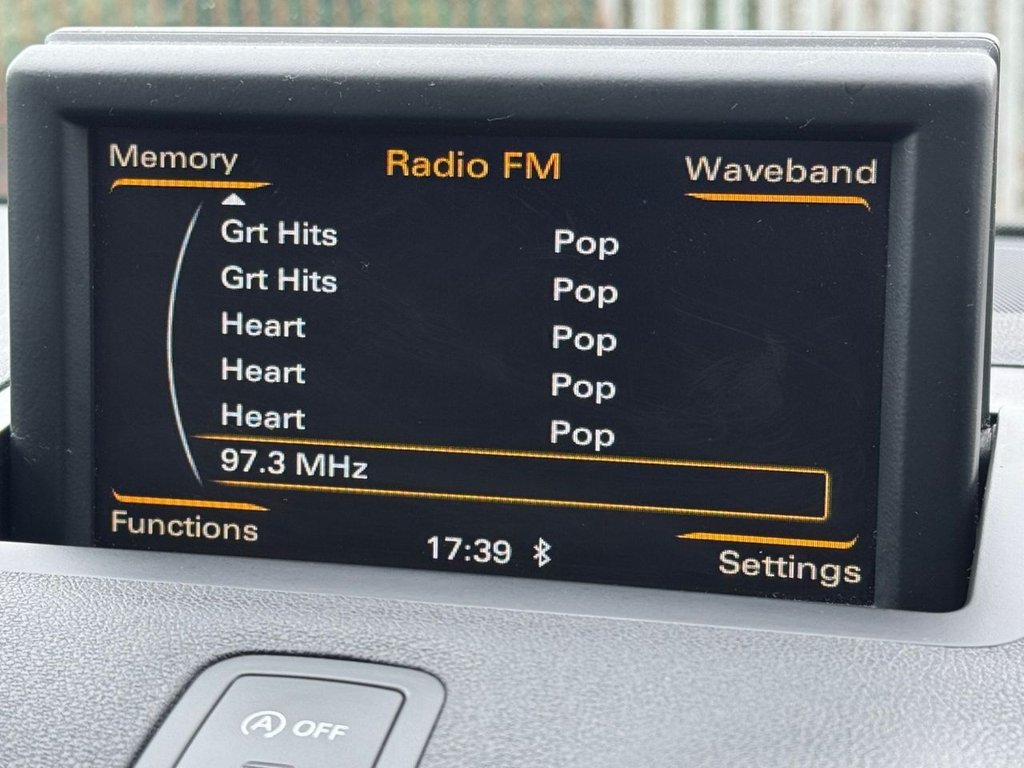 Memory Radio FM Waveband
Grt Hits Pop
Grt Hits Pop
Heart Pop
Heart Pop
Heart Pop
97.3 MHz
Functions 17:39 Settings
A OFF